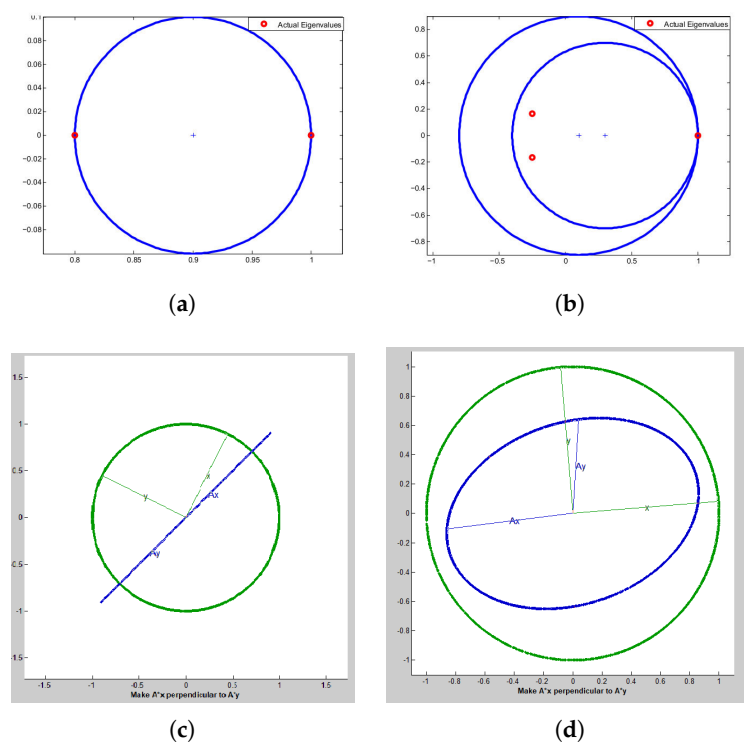 0.1 Actual Eigenvalues
0.08
0.06
0.04
0.02
0
−0.02
−0.04
−0.06
−0.08
0.8 0.85 0.9 0.95 1
(a)
Actual Eigenvalues
0.8
0.6
0.4
0.2
0
−0.2
−0.4
−0.6
−0.8
−1 −0.5 0 0.5 1
(b)
1.5
1
0.5
0
-0.5
-1
-1.5
x
y
Ax
Ay
-1.5 -1 -0.5 0 0.5 1 1.5
Make A*x perpendicular to A*y
(c)
1
0.8
0.6
0.4
0.2
0
-0.2
-0.4
-0.6
-0.8
-1
y
Ay
x
Ax
-1 -0.8 -0.6 -0.4 -0.2 0 0.2 0.4 0.6 0.8 1
Make A*x perpendicular to A*y
(d)